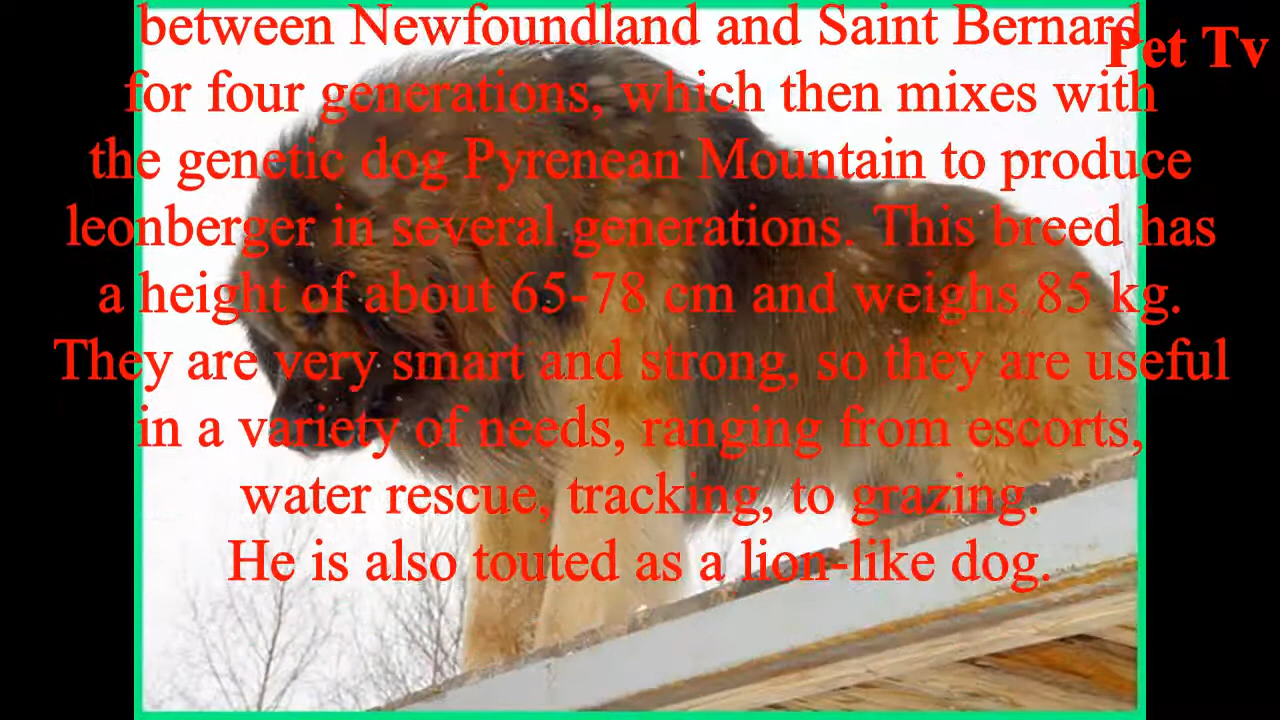 between Newfoundland and Saint Bernard
Pet Tv
for four generations, which then mixes with
the genetic dog Pyrenean Mountain to produce
leonberger in several generations. This breed has
a height of about 65-78 cm and weighs 85 kg.
They are very smart and strong, so they are useful
in a variety of needs, ranging from escorts,
water rescue, tracking, to grazing.
He is also touted as a lion-like dog.